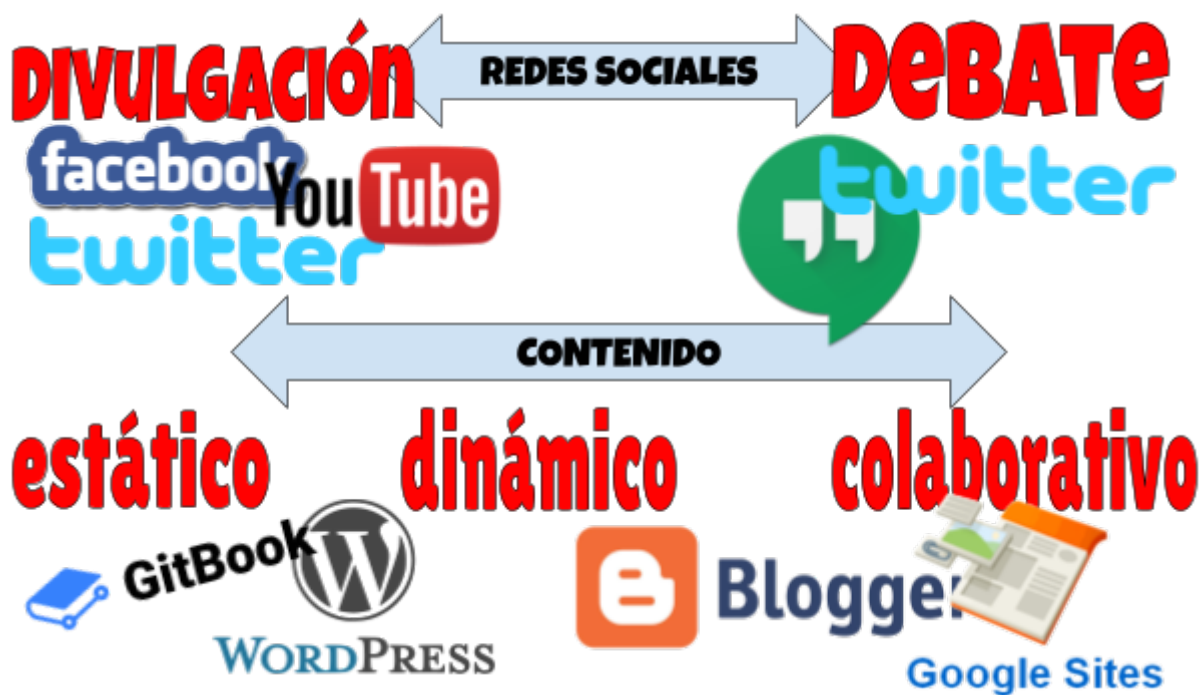 DIVULGACIÓN
REDES SOCIALES
DEBATE
facebook
YouTube
twitter
twitter
CONTENIDO
estático
dinámico
colaborativo
GitBook
WORDPRESS
Blogger
Google Sites